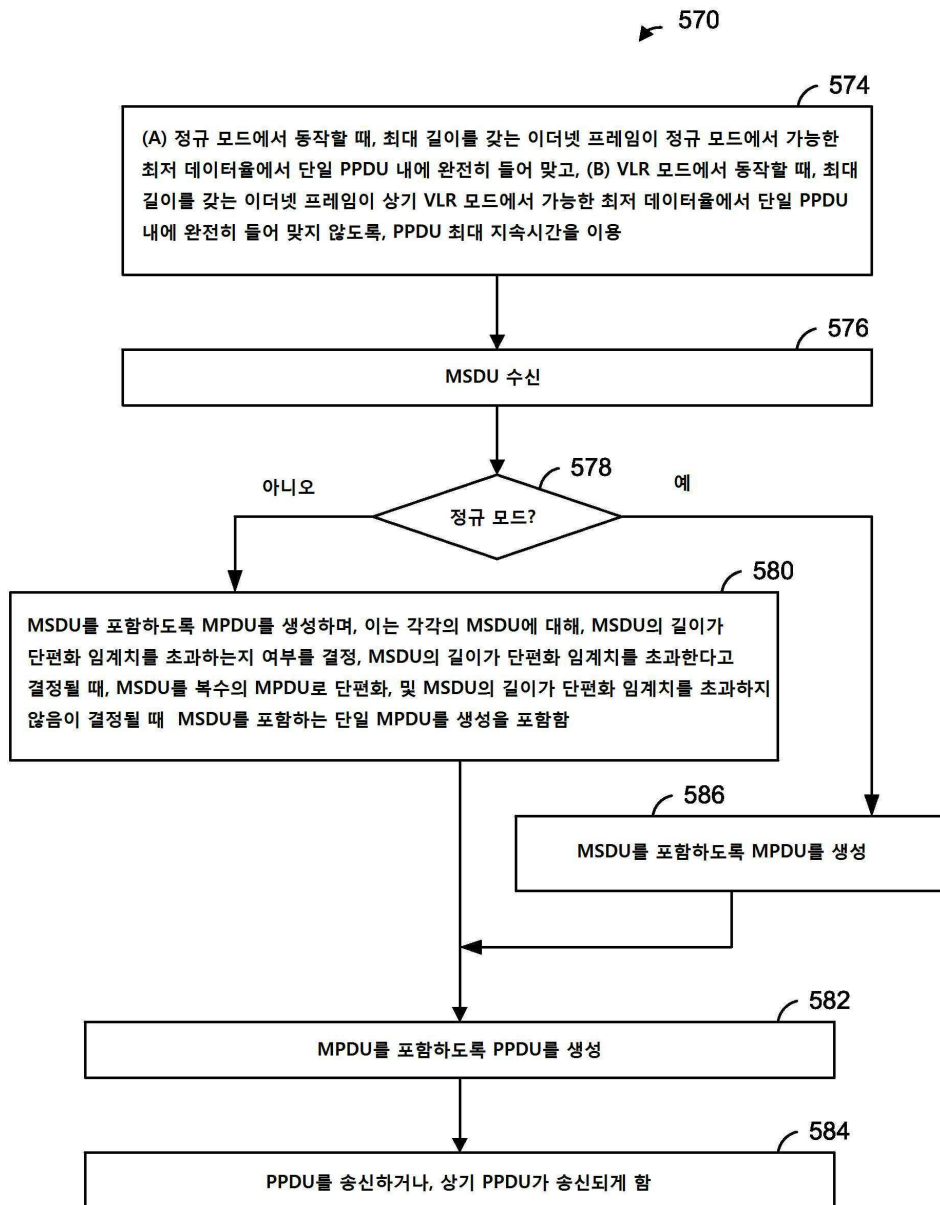 570
574
(A) 정규 모드에서 동작할 때, 최대 길이를 갖는 이더넷 프레임이 정규 모드에서 가능한
최저 데이터율에서 단일 PPDU 내에 완전히 들어 맞고, (B) VLR 모드에서 동작할 때, 최대
길이를 갖는 이더넷 프레임이 상기 VLR 모드에서 가능한 최저 데이터율에서 단일 PPDU
내에 완전히 들어 맞지 않도록, PPDU 최대 지속시간을 이용
576
MSDU 수신
578
아니오
예
정규 모드?
580
MSDU를 포함하도록 MPDU를 생성하며, 이는 각각의 MSDU에 대해, MSDU의 길이가
단편화 임계치를 초과하는지 여부를 결정, MSDU의 길이가 단편화 임계치를 초과한다고
결정될 때, MSDU를 복수의 MPDU로 단편화, 및 MSDU의 길이가 단편화 임계치를 초과하지
않음이 결정될 때 MSDU를 포함하는 단일 MPDU를 생성을 포함함
586
MSDU를 포함하도록 MPDU를 생성
582
MPDU를 포함하도록 PPDU를 생성
584
PPDU를 송신하거나, 상기 PPDU가 송신되게 함